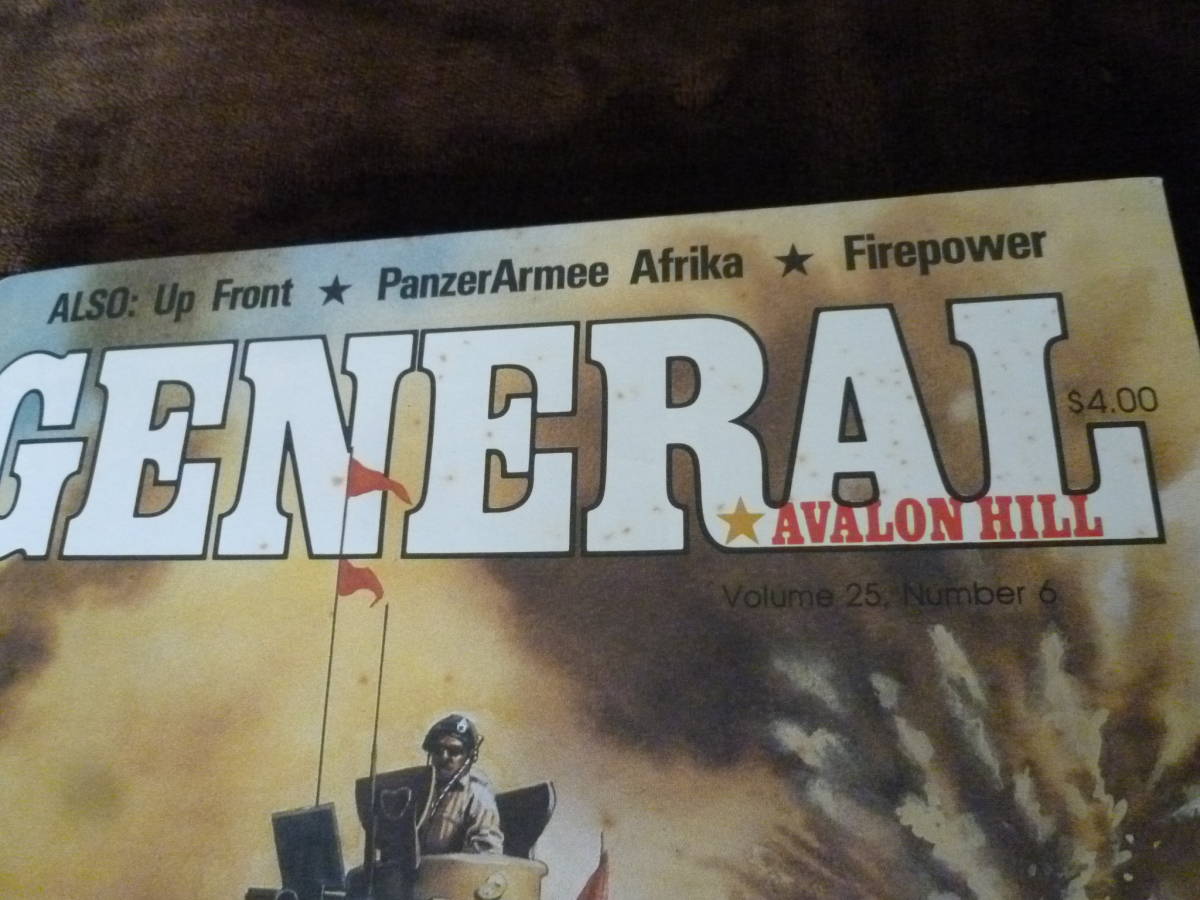 ALSO: Up Front ★ PanzerArmee Afrika ★ Firepower
GENERAL
$4.00
AVALON HILL
Volume 25, Number 6